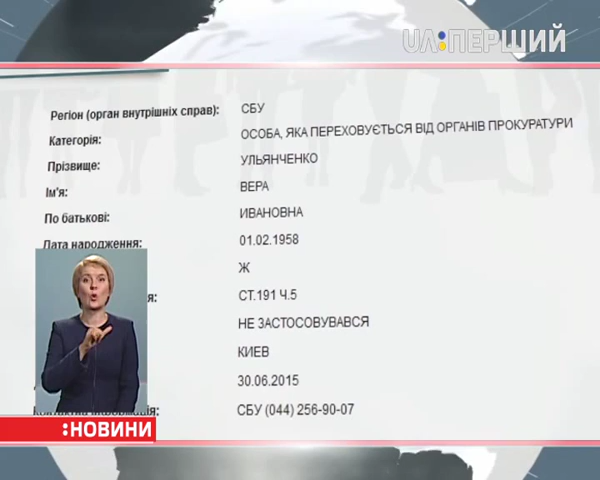 UA:ПЕРШИЙ
Регіон (орган внутрішніх справ): СБУ
Категорія: ОСОБА, ЯКА ПЕРЕХОВУЄТЬСЯ ВІД ОРГАНІВ ПРОКУРАТУРИ
Прізвище: УЛЬЯНЧЕНКО
Ім'я: ВЕРА
По батькові: ИВАНОВНА
Дата народження: 01.02.1958
Ж
СТ.191 Ч.5
НЕ ЗАСТОСОВУВАВСЯ
КИЕВ
30.06.2015
Контактна інформація: СБУ (044) 256-90-07
:НОВИНИ